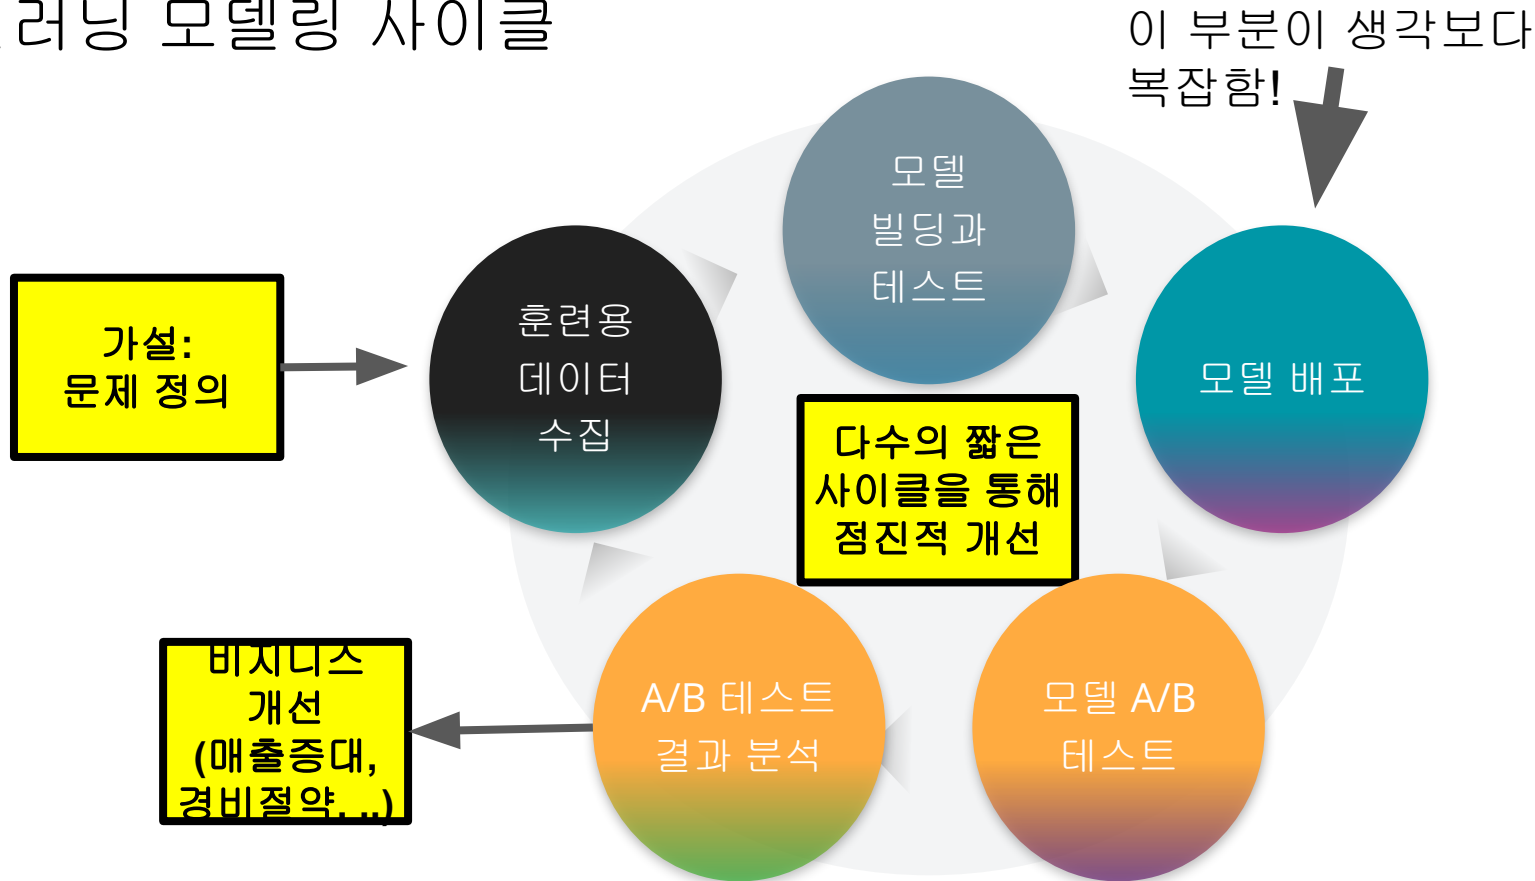 러닝 모델링 사이클
이 부분이 생각보다
복잡함!
모델
빌딩과
테스트
훈련용
데이터
수집
가설:
문제 정의
모델 배포
다수의 짧은
사이클을 통해
점진적 개선
비지니스
개선
(매출증대,
경비절약. ..)
A/B 테스트
결과 분석
모델 A/B
테스트